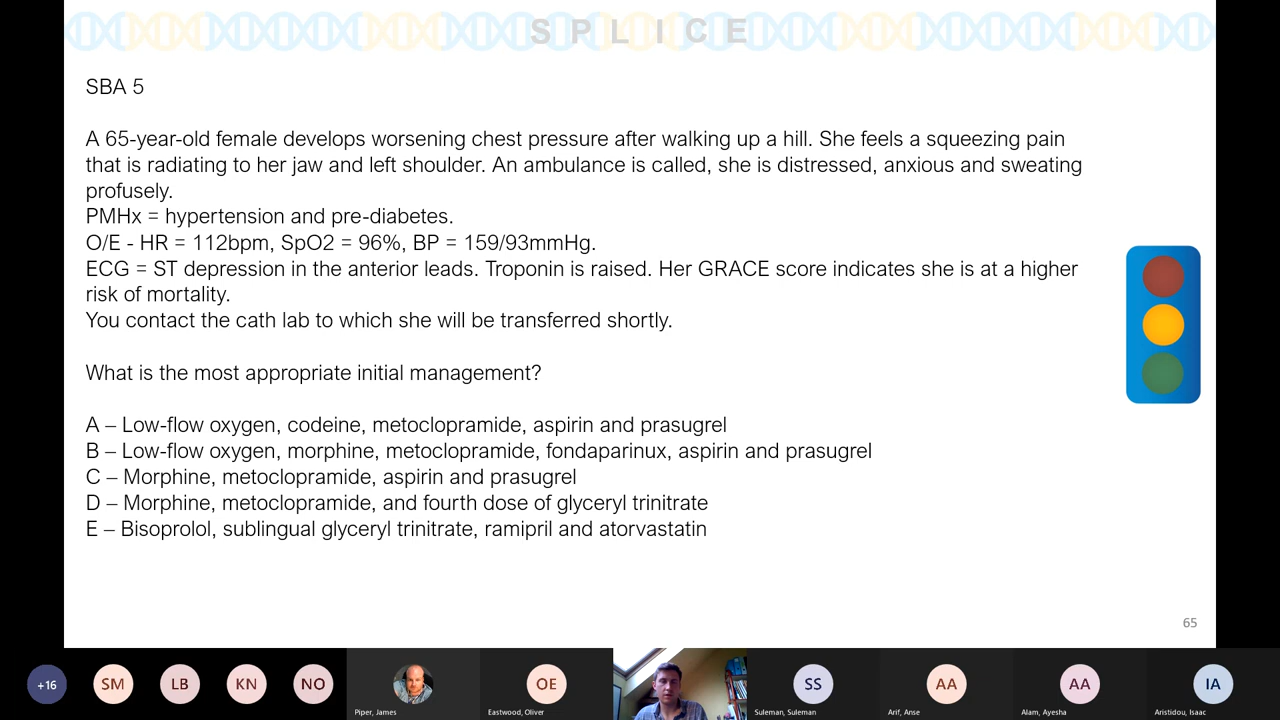 SPLICE
SBA 5
A 65-year-old female develops worsening chest pressure after walking up a hill. She feels a squeezing pain
that is radiating to her jaw and left shoulder. An ambulance is called, she is distressed, anxious and sweating
profusely.
PMHx = hypertension and pre-diabetes.
O/E - HR = 112bpm, SpO2 = 96%, BP = 159/93mmHg.
ECG = ST depression in the anterior leads. Troponin is raised. Her GRACE score indicates she is at a higher
risk of mortality.
You contact the cath lab to which she will be transferred shortly.
What is the most appropriate initial management?
A – Low-flow oxygen, codeine, metoclopramide, aspirin and prasugrel
B – Low-flow oxygen, morphine, metoclopramide, fondaparinux, aspirin and prasugrel
C – Morphine, metoclopramide, aspirin and prasugrel
D – Morphine, metoclopramide, and fourth dose of glyceryl trinitrate
E – Bisoprolol, sublingual glyceryl trinitrate, ramipril and atorvastatin
65
+16 SM LB KN NO OE SS AA AA IA
Piper, James Eastwood, Oliver Suleman, Suleman Arif, Anse Alam, Ayesha Aristidou, Isaac